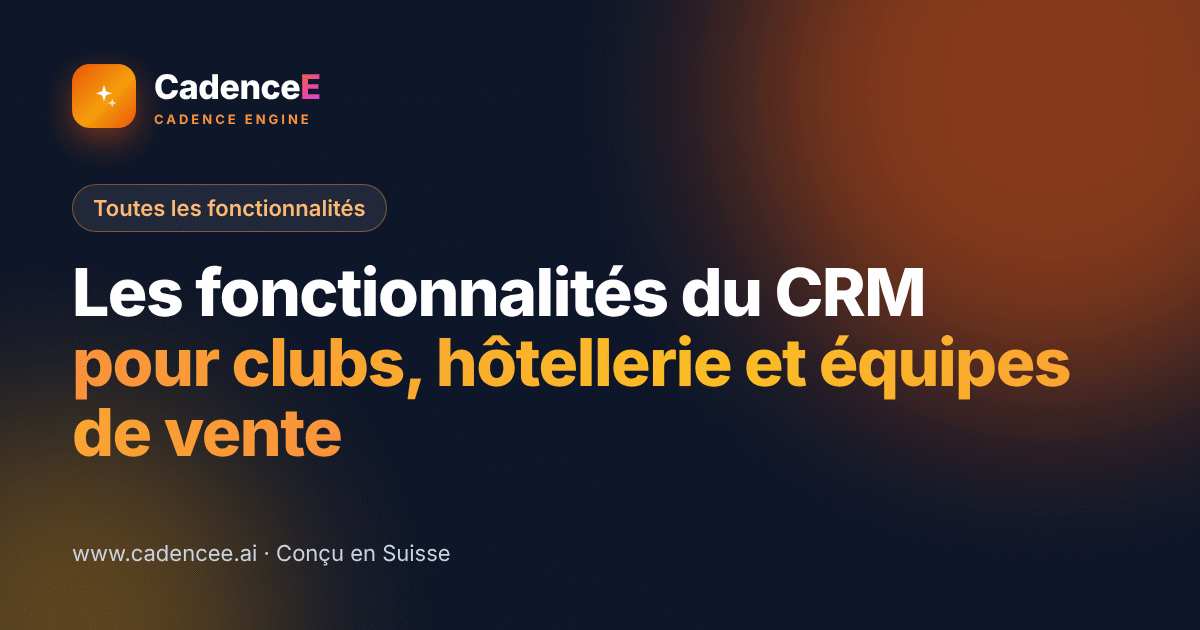 CadenceE
CADENCE ENGINE
Toutes les fonctionnalités
Les fonctionnalités du CRM
pour clubs, hôtellerie et équipes
de vente
www.cadencee.ai · Conçu en Suisse